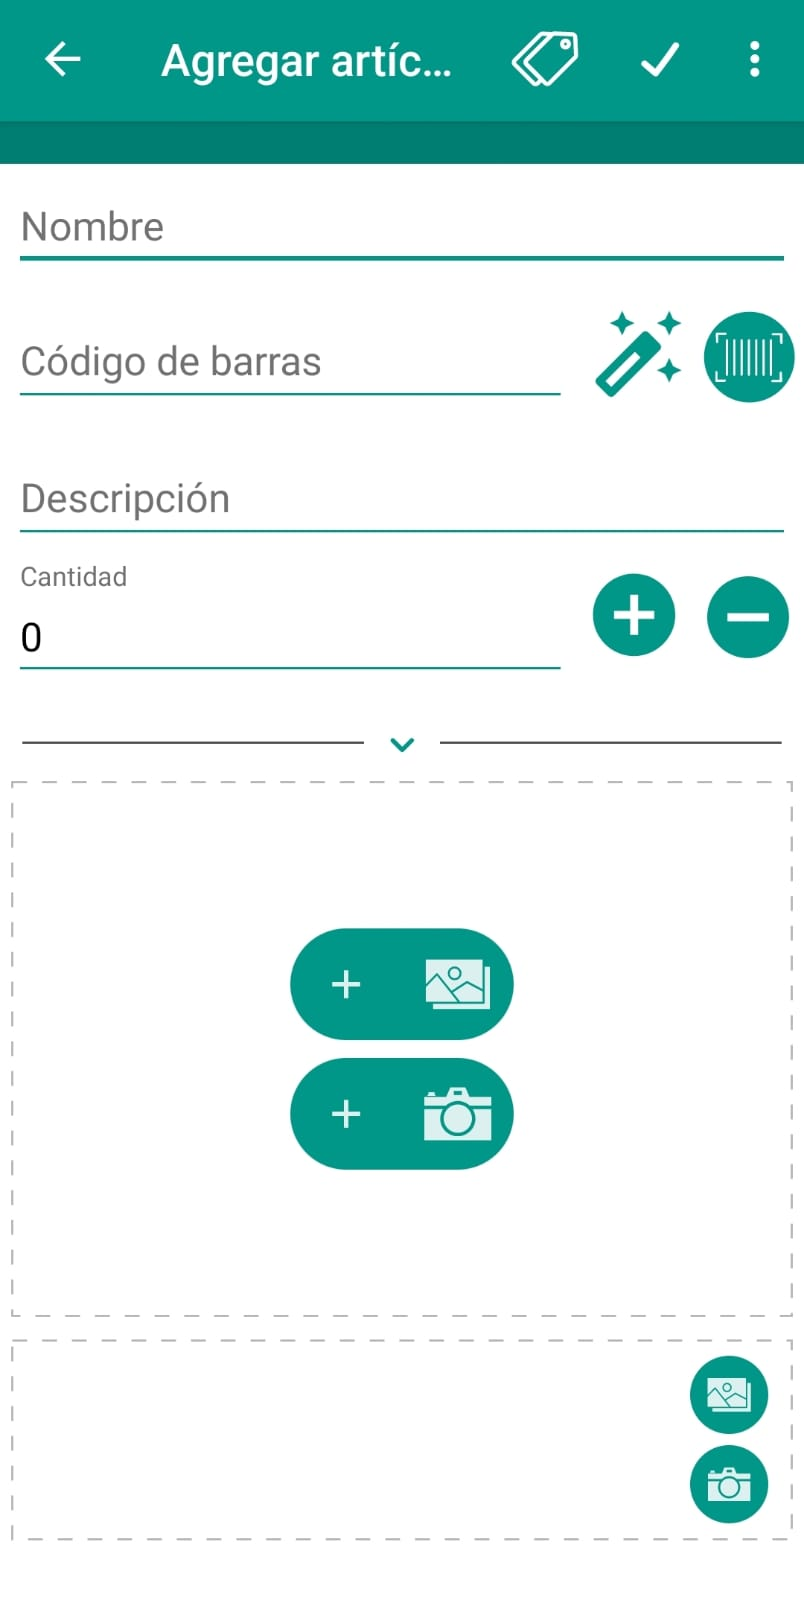 Agregar artíc...
Nombre
Código de barras
Descripción
Cantidad
0